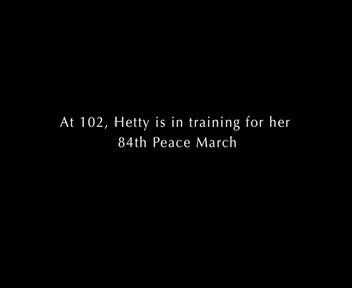 At 102, Hetty is in training for her
84th Peace March